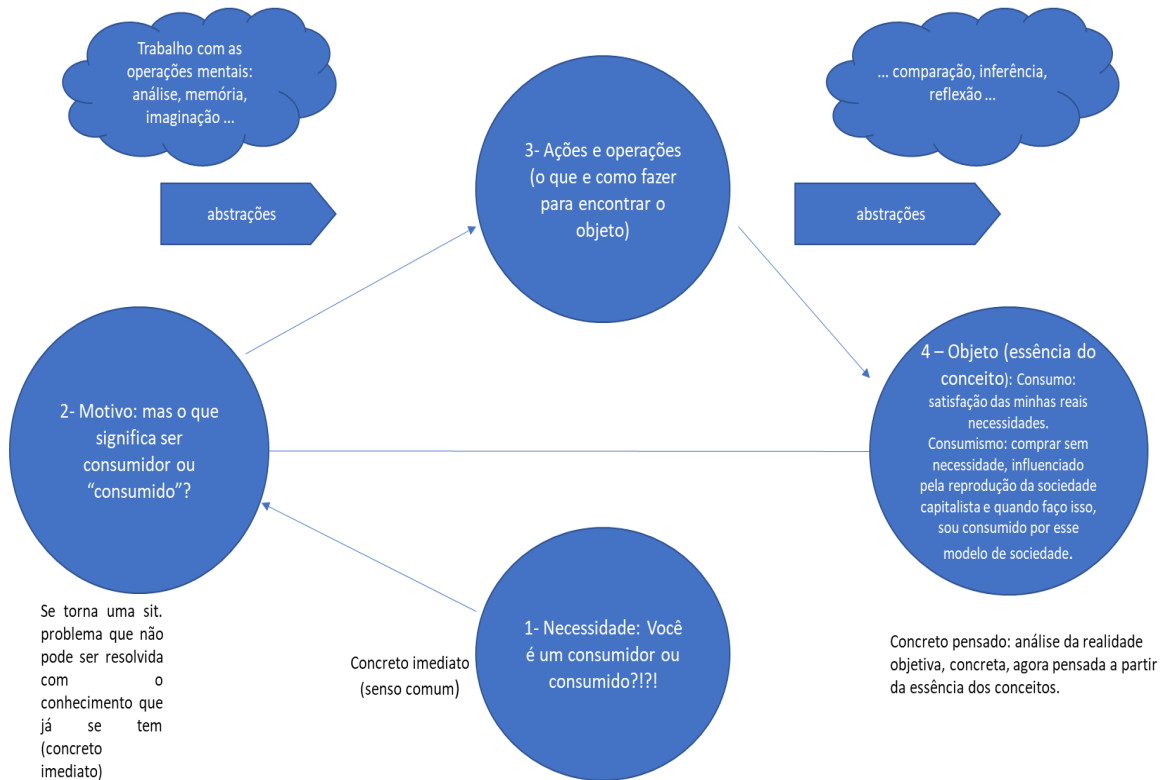 Trabalho com as
operações mentais:
análise, memória,
imaginação ...
... comparação, inferência,
reflexão ...
3- Ações e operações
(o que e como fazer
para encontrar o
objeto)
abstrações
abstrações
2- Motivo: mas o que
significa ser
consumidor ou
“consumido”?
4 – Objeto (essência do
conceito): Consumo:
satisfação das minhas reais
necessidades.
Consumismo: comprar sem
necessidade, influenciado
pela reprodução da sociedade
capitalista e quando faço isso,
sou consumido por esse
modelo de sociedade.
Se torna uma sit.
problema que não
pode ser resolvida
com o
conhecimento que
já se tem
(concreto
imediato)
Concreto imediato
(senso comum)
1- Necessidade: Você
é um consumidor ou
consumido?!?!
Concreto pensado: análise da realidade
objetiva, concreta, agora pensada a partir
da essência dos conceitos.